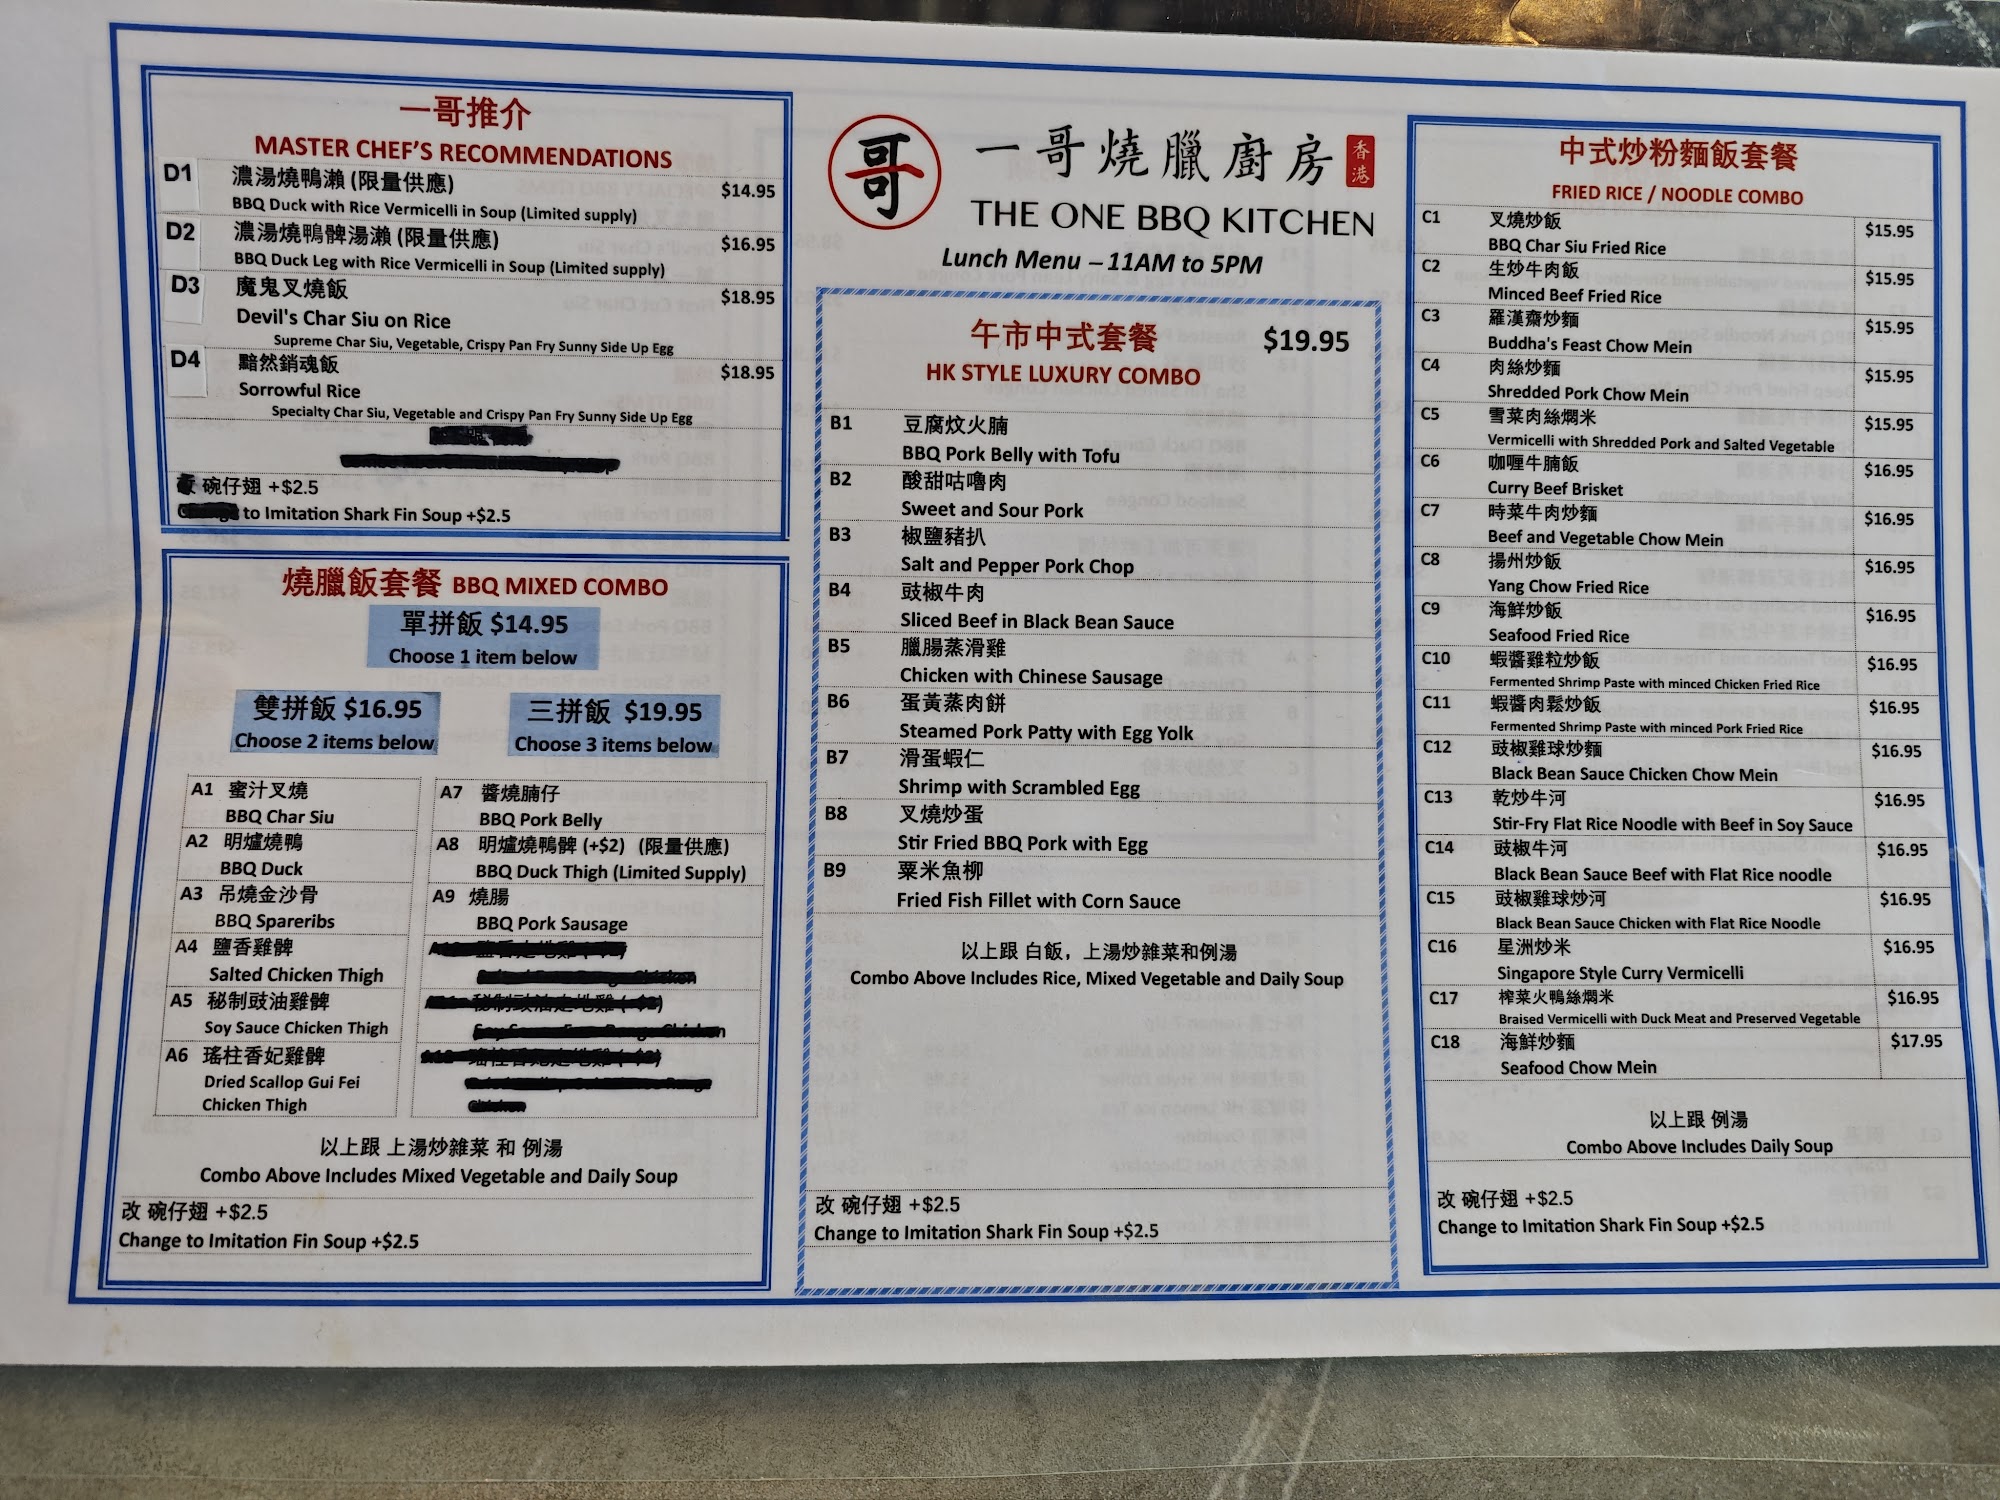 一哥推介
MASTER CHEF'S RECOMMENDATIONS
D1 濃湯燒鴨瀨 (限量供應) $14.95
BBQ Duck with Rice Vermicelli in Soup (Limited supply)
D2 濃湯燒鴨髀湯瀨 (限量供應) $16.95
BBQ Duck Leg with Rice Vermicelli in Soup (Limited supply)
D3 魔鬼叉燒飯 $18.95
Devil's Char Siu on Rice
Supreme Char Siu, Vegetable, Crispy Pan Fry Sunny Side Up Egg
D4 黯然銷魂飯 $18.95
Sorrowful Rice
Specialty Char Siu, Vegetable and Crispy Pan Fry Sunny Side Up Egg
碗仔翅 +$2.5
to Imitation Shark Fin Soup +$2.5
燒臘飯套餐 BBQ MIXED COMBO
單拼飯 $14.95
Choose 1 item below
雙拼飯 $16.95
Choose 2 items below
三拼飯 $19.95
Choose 3 items below
A1 蜜汁叉燒
BBQ Char Siu
A2 明爐燒鴨
BBQ Duck
A3 吊燒金沙骨
BBQ Spareribs
A4 鹽香雞髀
Salted Chicken Thigh
A5 秘制豉油雞髀
Soy Sauce Chicken Thigh
A6 瑤柱香妃雞髀
Dried Scallop Gui Fei
Chicken Thigh
A7 醬燒腩仔
BBQ Pork Belly
A8 明爐燒鴨髀 (+$2) (限量供應)
BBQ Duck Thigh (Limited Supply)
A9 燒腸
BBQ Pork Sausage
以上跟 上湯炒雜菜 和 例湯
Combo Above Includes Mixed Vegetable and Daily Soup
改 碗仔翅 +$2.5
Change to Imitation Fin Soup +$2.5
哥
一哥燒臘廚房
香港
THE ONE BBQ KITCHEN
Lunch Menu – 11AM to 5PM
午市中式套餐 $19.95
HK STYLE LUXURY COMBO
B1 豆腐炆火腩
BBQ Pork Belly with Tofu
B2 酸甜咕嚕肉
Sweet and Sour Pork
B3 椒鹽豬扒
Salt and Pepper Pork Chop
B4 豉椒牛肉
Sliced Beef in Black Bean Sauce
B5 臘腸蒸滑雞
Chicken with Chinese Sausage
B6 蛋黃蒸肉餅
Steamed Pork Patty with Egg Yolk
B7 滑蛋蝦仁
Shrimp with Scrambled Egg
B8 叉燒炒蛋
Stir Fried BBQ Pork with Egg
B9 粟米魚柳
Fried Fish Fillet with Corn Sauce
以上跟 白飯，上湯炒雜菜和例湯
Combo Above Includes Rice, Mixed Vegetable and Daily Soup
改 碗仔翅 +$2.5
Change to Imitation Shark Fin Soup +$2.5
中式炒粉麵飯套餐
FRIED RICE / NOODLE COMBO
C1 叉燒炒飯 $15.95
BBQ Char Siu Fried Rice
C2 生炒牛肉飯 $15.95
Minced Beef Fried Rice
C3 羅漢齋炒麵 $15.95
Buddha's Feast Chow Mein
C4 肉絲炒麵 $15.95
Shredded Pork Chow Mein
C5 雪菜肉絲燜米 $15.95
Vermicelli with Shredded Pork and Salted Vegetable
C6 咖喱牛腩飯 $16.95
Curry Beef Brisket
C7 時菜牛肉炒麵 $16.95
Beef and Vegetable Chow Mein
C8 揚州炒飯 $16.95
Yang Chow Fried Rice
C9 海鮮炒飯 $16.95
Seafood Fried Rice
C10 蝦醬雞粒炒飯 $16.95
Fermented Shrimp Paste with minced Chicken Fried Rice
C11 蝦醬肉鬆炒飯 $16.95
Fermented Shrimp Paste with minced Pork Fried Rice
C12 豉椒雞球炒麵 $16.95
Black Bean Sauce Chicken Chow Mein
C13 乾炒牛河 $16.95
Stir-Fry Flat Rice Noodle with Beef in Soy Sauce
C14 豉椒牛河 $16.95
Black Bean Sauce Beef with Flat Rice noodle
C15 豉椒雞球炒河 $16.95
Black Bean Sauce Chicken with Flat Rice Noodle
C16 星洲炒米 $16.95
Singapore Style Curry Vermicelli
C17 榨菜火鴨絲燜米 $16.95
Braised Vermicelli with Duck Meat and Preserved Vegetable
C18 海鮮炒麵 $17.95
Seafood Chow Mein
以上跟 例湯
Combo Above Includes Daily Soup
改 碗仔翅 +$2.5
Change to Imitation Shark Fin Soup +$2.5